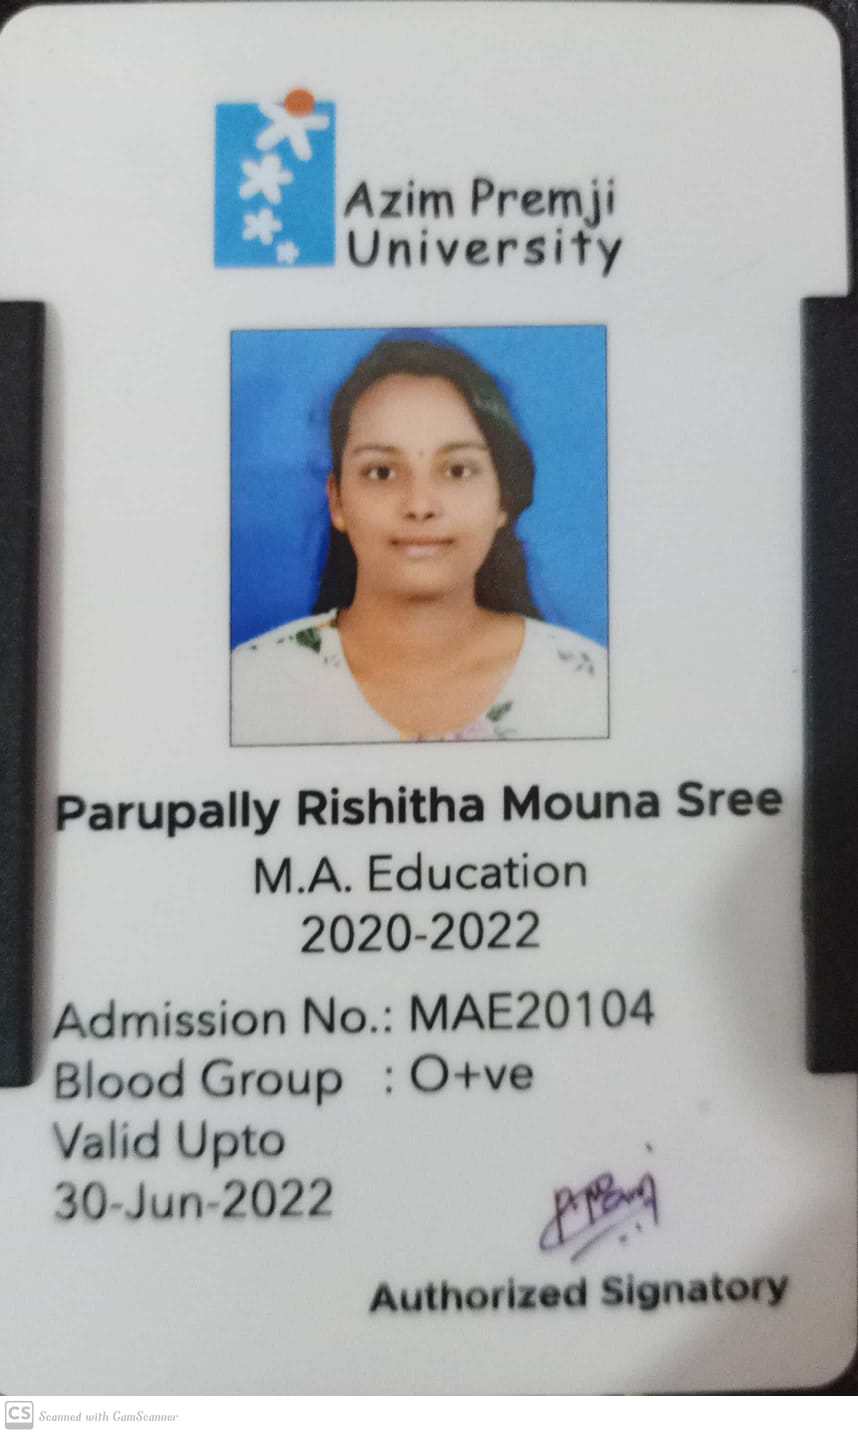 Azim Premji
University
Parupally Rishitha Mouna Sree
M.A. Education
2020-2022
Admission No.: MAE20104
Blood Group : O+ve
Valid Upto
30-Jun-2022
Authorized Signatory
CS Scanned with CamScanner